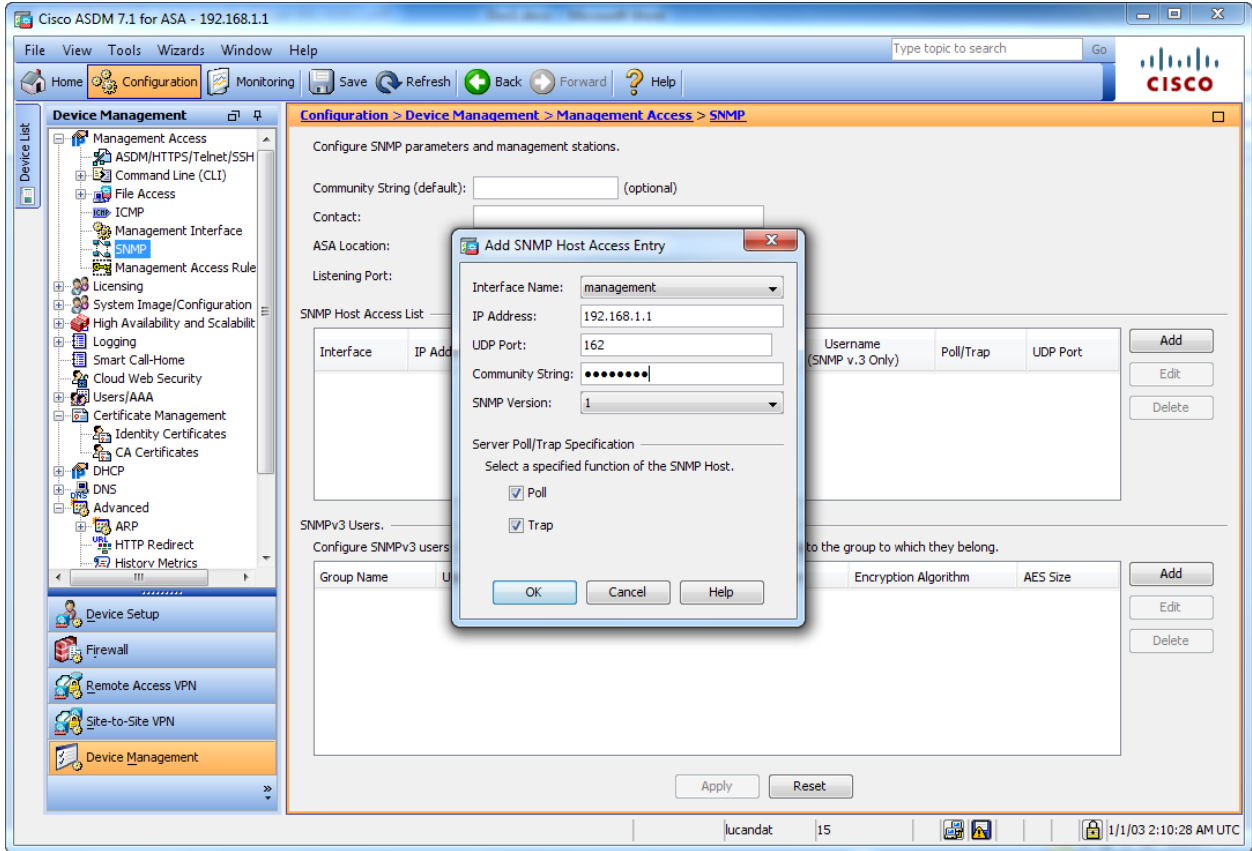 Cisco ASDM 7.1 for ASA - 192.168.1.1
File View Tools Wizards Window Help
Type topic to search Go
Home Configuration Monitoring Save Refresh Back Forward Help
CISCO
Device List
Device Management
Management Access
ASDM/HTTPS/Telnet/SSH
Command Line (CLI)
File Access
ICMP ICMP
Management Interface
SNMP
Management Access Rule
Licensing
System Image/Configuration
High Availability and Scalabilit
Logging
Smart Call-Home
Cloud Web Security
Users/AAA
Certificate Management
Identity Certificates
CA Certificates
DHCP
DNS DNS
Advanced
ARP
URL HTTP Redirect
History Metrics
Device Setup
Firewall
Remote Access VPN
Site-to-Site VPN
Device Management
Configuration > Device Management > Management Access > SNMP
Configure SNMP parameters and management stations.
Community String (default): (optional)
Contact:
ASA Location:
Listening Port:
SNMP Host Access List
Interface IP Add Username (SNMP v.3 Only) Poll/Trap UDP Port
Add
Edit
Delete
SNMPv3 Users.
Configure SNMPv3 users to the group to which they belong.
Group Name U Encryption Algorithm AES Size
Add
Edit
Delete
Apply Reset
Add SNMP Host Access Entry
Interface Name: management
IP Address: 192.168.1.1
UDP Port: 162
Community String: ●●●●●●●●
SNMP Version: 1
Server Poll/Trap Specification
Select a specified function of the SNMP Host.
Poll
Trap
OK Cancel Help
lucandat 15 1/1/03 2:10:28 AM UTC